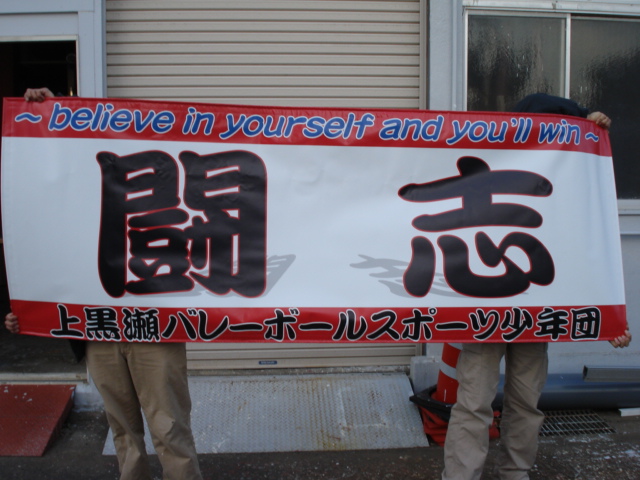 ~ believe in yourself and you'll win ~
闘志
上黒瀬バレーボールスポーツ少年団